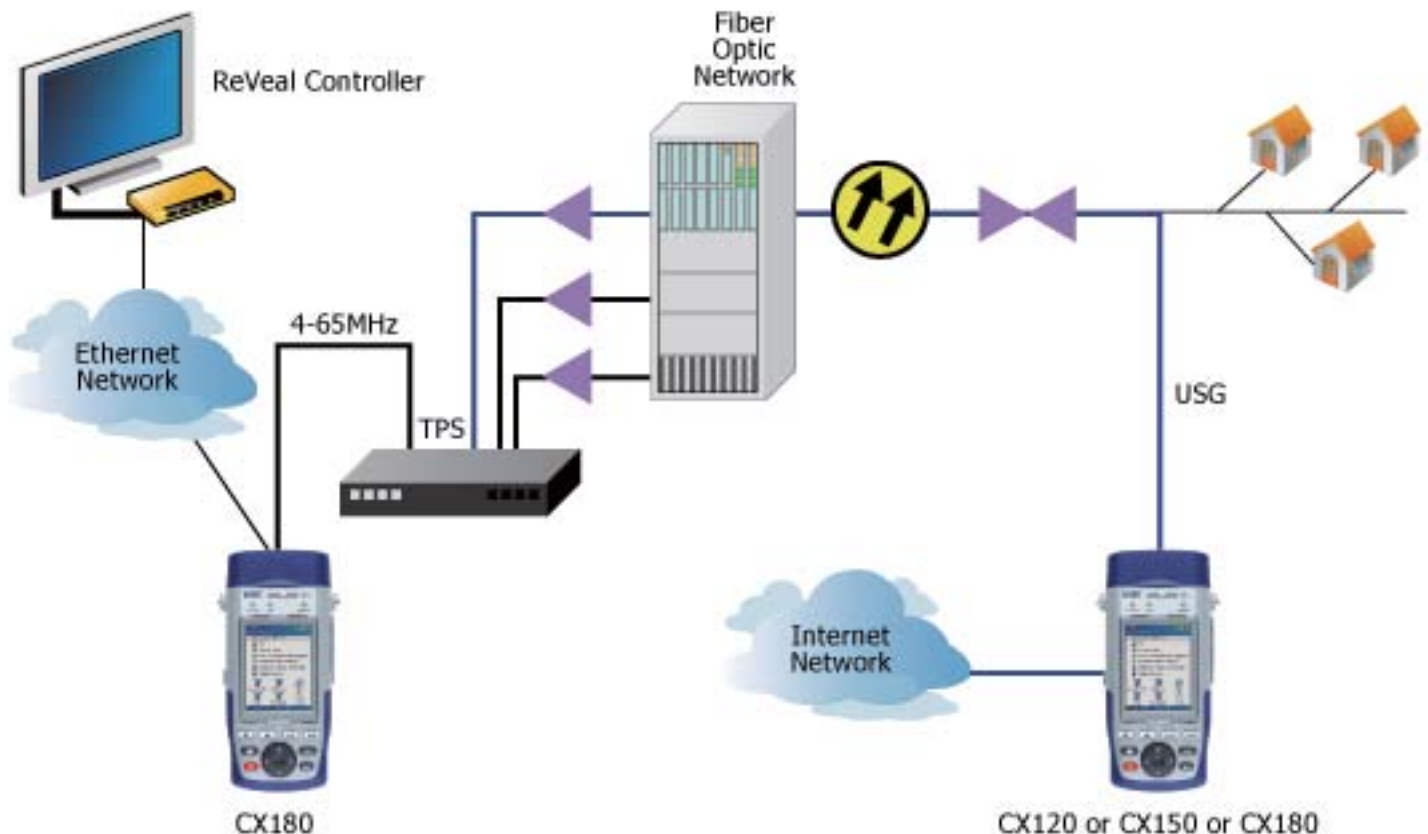 Fiber
Optic
Network
ReVeal Controller
4-65MHz
Ethernet
Network
TPS
USG
Internet
Network
CX180
CX120 or CX150 or CX180